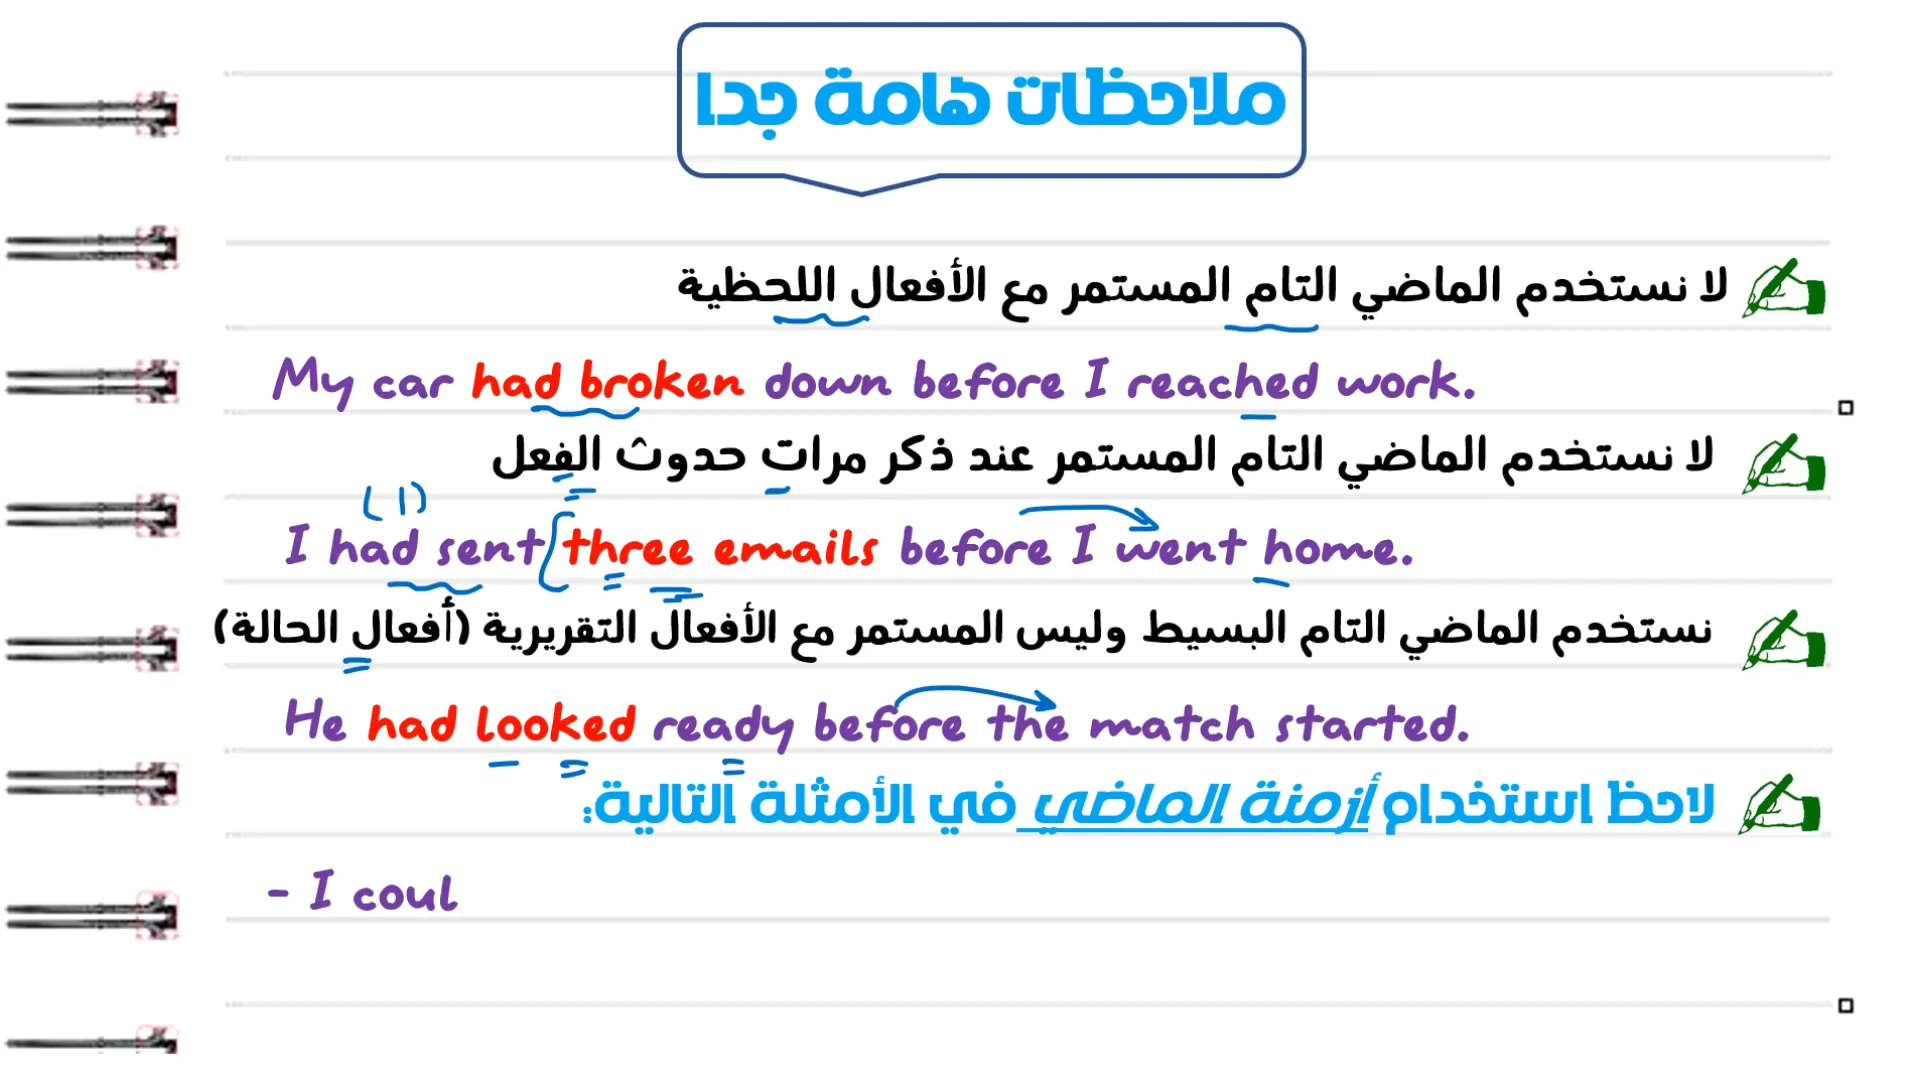 ملاحظات هامة جدا
لا نستخدم الماضي التام المستمر مع الأفعال اللحظية
My car had broken down before I reached work.
لا نستخدم الماضي التام المستمر عند ذكر مرات حدوث الفعل
(1)
I had sent three emails before I went home.
نستخدم الماضي التام البسيط وليس المستمر مع الأفعال التقريرية (أفعال الحالة)
He had looked ready before the match started.
لاحظ استخدام أزمنة الماضي في الأمثلة التالية:
- I coul